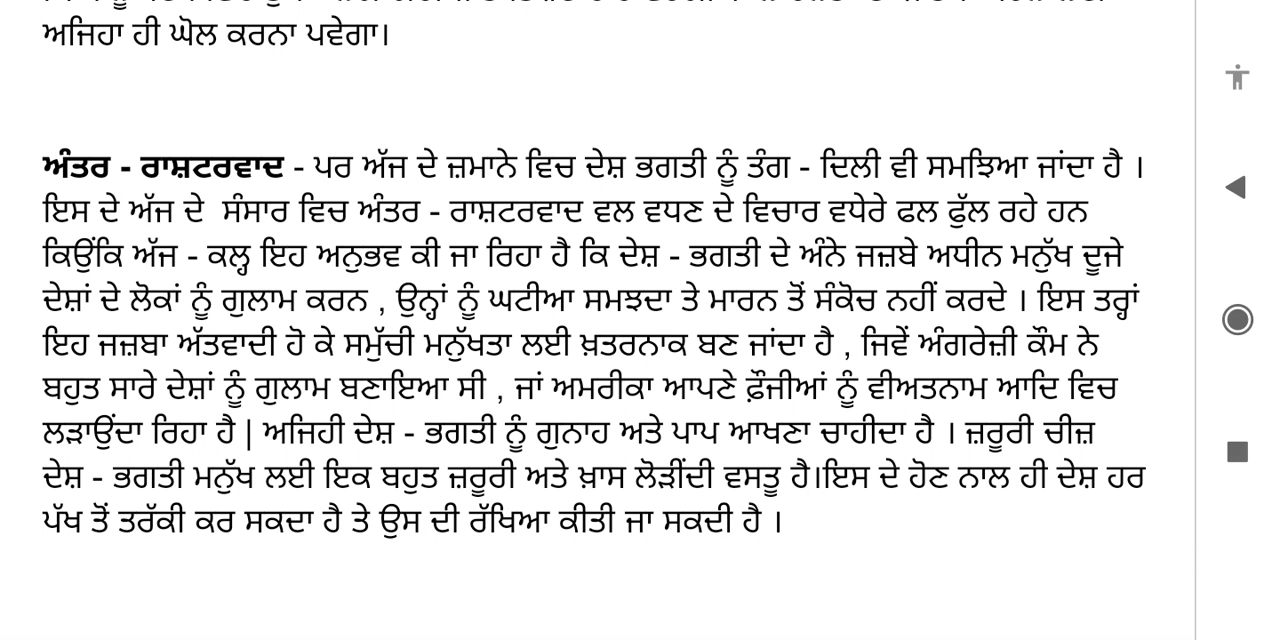 ਅਜਿਹਾ ਹੀ ਘੋਲ ਕਰਨਾ ਪਵੇਗਾ।
ਅੰਤਰ - ਰਾਸ਼ਟਰਵਾਦ - ਪਰ ਅੱਜ ਦੇ ਜ਼ਮਾਨੇ ਵਿਚ ਦੇਸ਼ ਭਗਤੀ ਨੂੰ ਤੰਗ - ਦਿਲੀ ਵੀ ਸਮਝਿਆ ਜਾਂਦਾ ਹੈ ।
ਇਸ ਦੇ ਅੱਜ ਦੇ  ਸੰਸਾਰ ਵਿਚ ਅੰਤਰ - ਰਾਸ਼ਟਰਵਾਦ ਵਲ ਵਧਣ ਦੇ ਵਿਚਾਰ ਵਧੇਰੇ ਫਲ ਫੁੱਲ ਰਹੇ ਹਨ
ਕਿਉਂਕਿ ਅੱਜ - ਕਲ੍ਹ ਇਹ ਅਨੁਭਵ ਕੀ ਜਾ ਰਿਹਾ ਹੈ ਕਿ ਦੇਸ਼ - ਭਗਤੀ ਦੇ ਅੰਨੇ ਜਜ਼ਬੇ ਅਧੀਨ ਮਨੁੱਖ ਦੂਜੇ
ਦੇਸ਼ਾਂ ਦੇ ਲੋਕਾਂ ਨੂੰ ਗੁਲਾਮ ਕਰਨ , ਉਨ੍ਹਾਂ ਨੂੰ ਘਟੀਆ ਸਮਝਦਾ ਤੇ ਮਾਰਨ ਤੋਂ ਸੰਕੋਚ ਨਹੀਂ ਕਰਦੇ । ਇਸ ਤਰ੍ਹਾਂ
ਇਹ ਜਜ਼ਬਾ ਅੱਤਵਾਦੀ ਹੋ ਕੇ ਸਮੁੱਚੀ ਮਨੁੱਖਤਾ ਲਈ ਖ਼ਤਰਨਾਕ ਬਣ ਜਾਂਦਾ ਹੈ , ਜਿਵੇਂ ਅੰਗਰੇਜ਼ੀ ਕੌਮ ਨੇ
ਬਹੁਤ ਸਾਰੇ ਦੇਸ਼ਾਂ ਨੂੰ ਗੁਲਾਮ ਬਣਾਇਆ ਸੀ , ਜਾਂ ਅਮਰੀਕਾ ਆਪਣੇ ਫ਼ੌਜੀਆਂ ਨੂੰ ਵੀਅਤਨਾਮ ਆਦਿ ਵਿਚ
ਲੜਾਉਂਦਾ ਰਿਹਾ ਹੈ | ਅਜਿਹੀ ਦੇਸ਼ - ਭਗਤੀ ਨੂੰ ਗੁਨਾਹ ਅਤੇ ਪਾਪ ਆਖਣਾ ਚਾਹੀਦਾ ਹੈ । ਜ਼ਰੂਰੀ ਚੀਜ਼
ਦੇਸ਼ - ਭਗਤੀ ਮਨੁੱਖ ਲਈ ਇਕ ਬਹੁਤ ਜ਼ਰੂਰੀ ਅਤੇ ਖ਼ਾਸ ਲੋੜੀਂਦੀ ਵਸਤੂ ਹੈ।ਇਸ ਦੇ ਹੋਣ ਨਾਲ ਹੀ ਦੇਸ਼ ਹਰ
ਪੱਖ ਤੋਂ ਤਰੱਕੀ ਕਰ ਸਕਦਾ ਹੈ ਤੇ ਉਸ ਦੀ ਰੱਖਿਆ ਕੀਤੀ ਜਾ ਸਕਦੀ ਹੈ ।